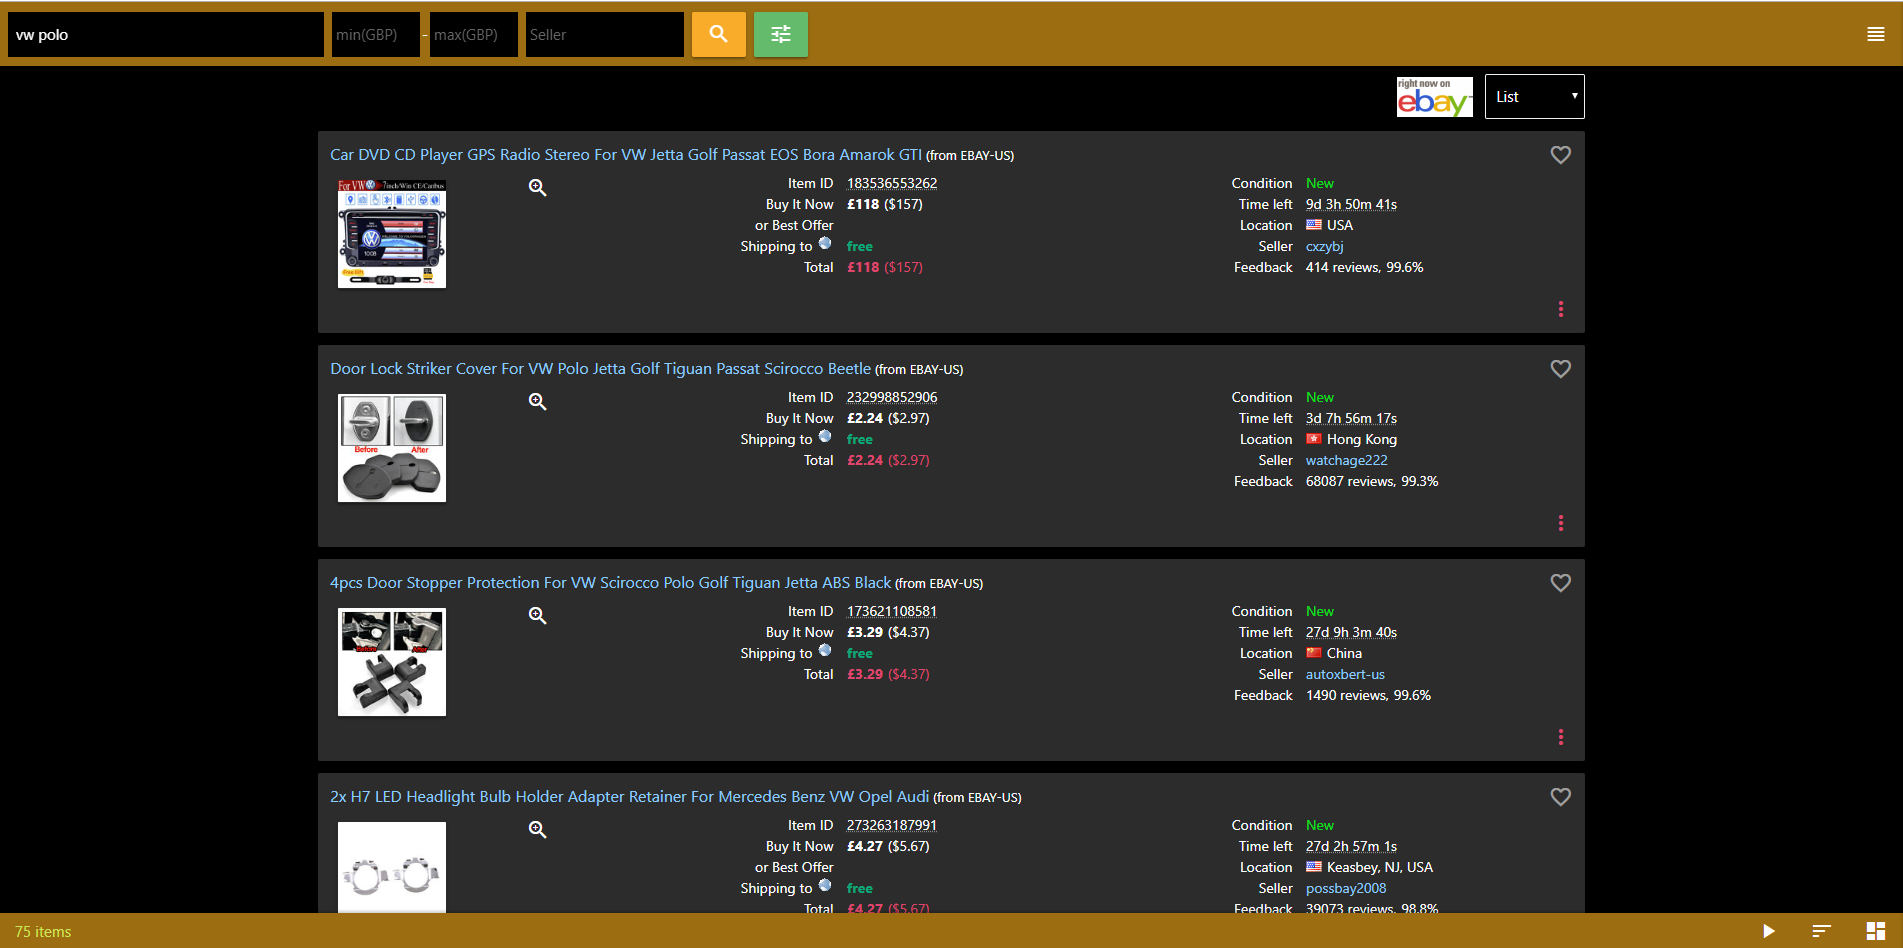 vw polo
min(GBP) - max(GBP)
Seller
right now on
ebay
List
Car DVD CD Player GPS Radio Stereo For VW Jetta Golf Passat EOS Bora Amarok GTI (from EBAY-US)
For VW 7inch/Win CE/Canbus
Item ID 183536553262
Buy It Now £118 ($157)
or Best Offer
Shipping to free
Total £118 ($157)
Condition New
Time left 9d 3h 50m 41s
Location USA
Seller cxzybj
Feedback 414 reviews, 99.6%
Door Lock Striker Cover For VW Polo Jetta Golf Tiguan Passat Scirocco Beetle (from EBAY-US)
Before After
Item ID 232998852906
Buy It Now £2.24 ($2.97)
Shipping to free
Total £2.24 ($2.97)
Condition New
Time left 3d 7h 56m 17s
Location Hong Kong
Seller watchage222
Feedback 68087 reviews, 99.3%
4pcs Door Stopper Protection For VW Scirocco Polo Golf Tiguan Jetta ABS Black (from EBAY-US)
Before After
Item ID 173621108581
Buy It Now £3.29 ($4.37)
Shipping to free
Total £3.29 ($4.37)
Condition New
Time left 27d 9h 3m 40s
Location China
Seller autoxbert-us
Feedback 1490 reviews, 99.6%
2x H7 LED Headlight Bulb Holder Adapter Retainer For Mercedes Benz VW Opel Audi (from EBAY-US)
Item ID 273263187991
Buy It Now £4.27 ($5.67)
or Best Offer
Shipping to free
Total £4.27 ($5.67)
Condition New
Time left 27d 2h 57m 1s
Location Keasbey, NJ, USA
Seller possbay2008
Feedback 39073 reviews, 98.8%
75 items